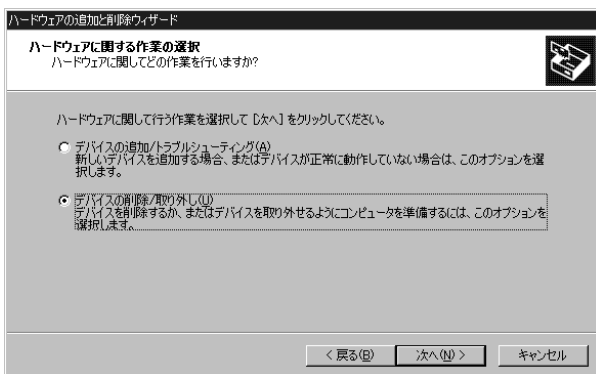 ハードウェアの追加と削除ウィザード
ハードウェアに関する作業の選択
ハードウェアに関してどの作業を行いますか?
ハードウェアに関して行う作業を選択して [次へ] をクリックしてください。
デバイスの追加/トラブルシューティング(A)
新しいデバイスを追加する場合、またはデバイスが正常に動作していない場合は、このオプションを選
択します。
デバイスの削除/取り外し(U)
デバイスを削除するか、またはデバイスを取り外せるようにコンピュータを準備するには、このオプションを
選択します。
< 戻る(B) 次へ(N) > キャンセル